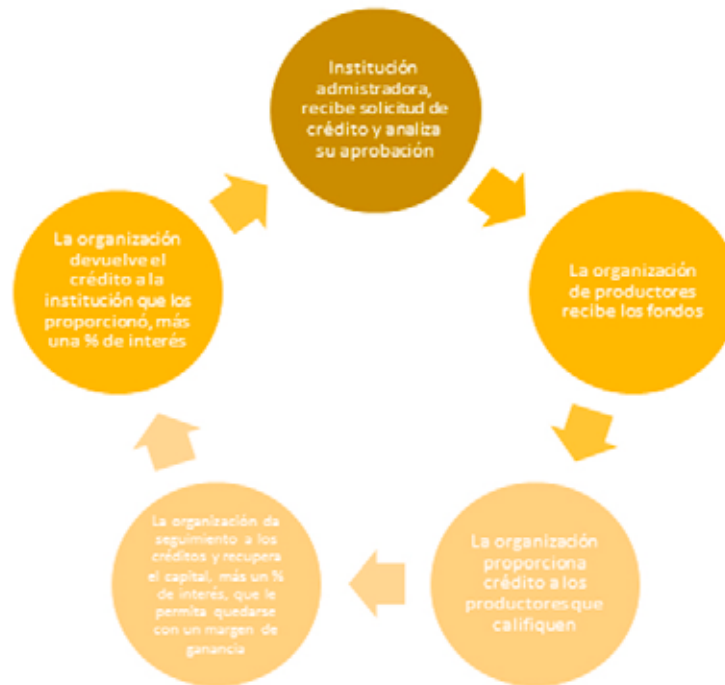 Institución
admistradora,
recibe solicitud de
crédito y analiza
su aprobación
La organización
de productores
recibe los fondos
La organización
proporciona
crédito a los
productores que
califiquen
La organización da
seguimiento a los
créditos y recupera
el capital, más un %
de interés, que le
permita quedarse
con un margen de
ganancia
La organización
devuelve el
crédito a la
institución que los
proporcionó, más
una % de interés